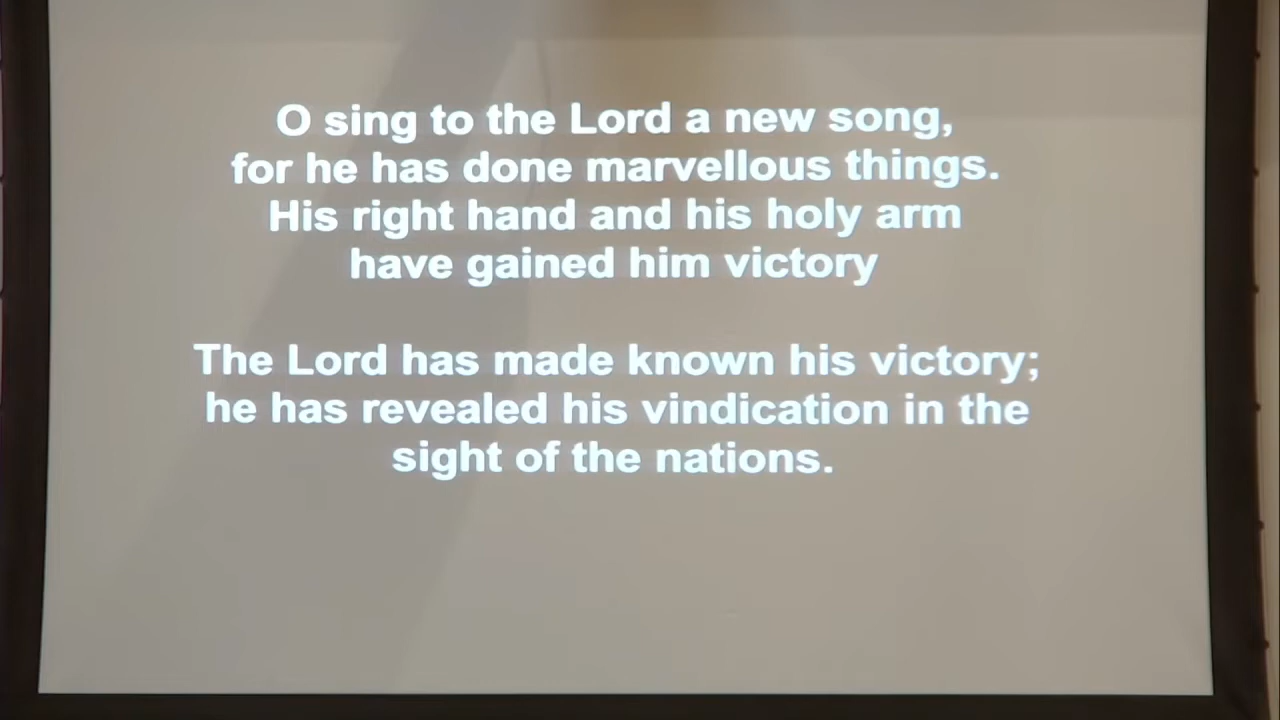 O sing to the Lord a new song,
for he has done marvellous things.
His right hand and his holy arm
have gained him victory
The Lord has made known his victory;
he has revealed his vindication in the
sight of the nations.